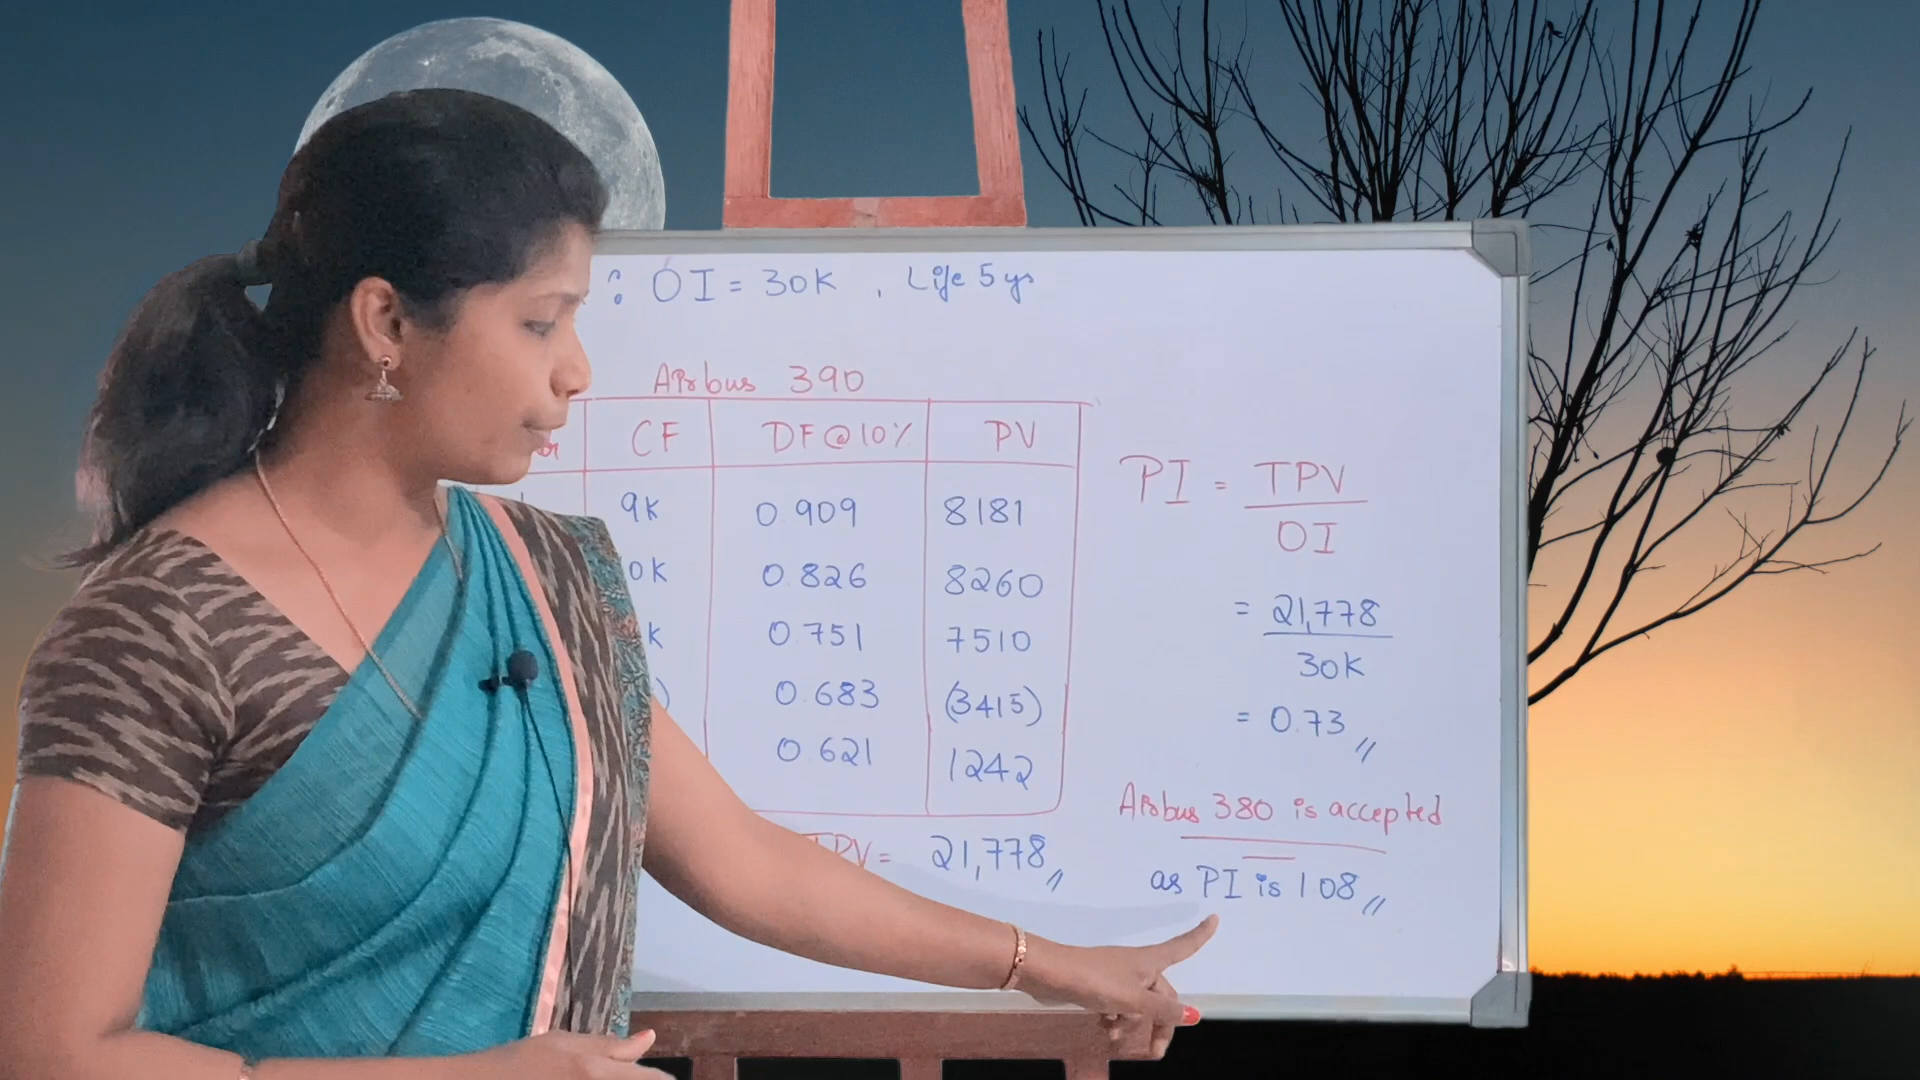 : OI = 30K , Life 5 ys
Airbus 390
CF DF@10% PV
9K 0.909 8181
0K 0.826 8260
K 0.751 7510
) 0.683 (3415)
0.621 1242
TPV = 21,778
PI = TPV
OI
= 21,778
30K
= 0.73
Airbus 380 is accepted
as PI is 1.08